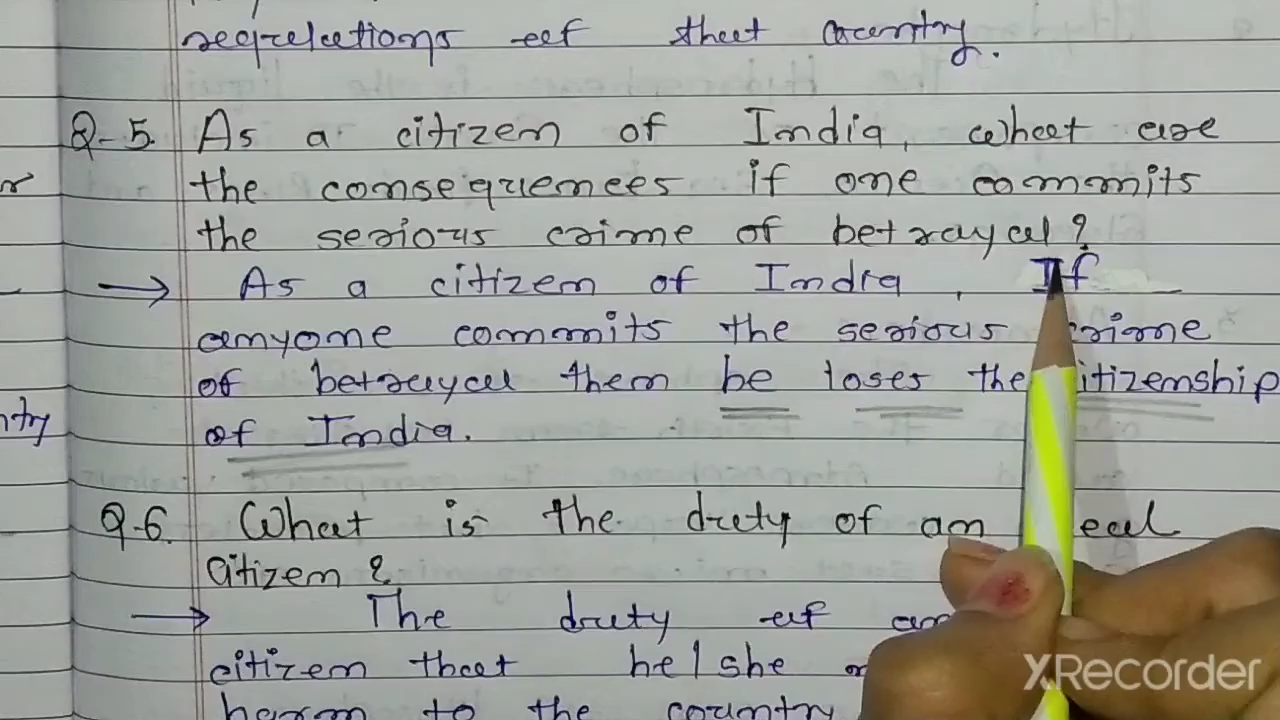 regulations of that country.
Q-5. As a citizen of India, what are
the consequences if one commits
the serious crime of betrayal?
→ As a citizen of India, If
anyone commits the serious crime
of betrayal them he loses the citizenship
of India.
ntry
Q-6. What is the duty of an
citizen?
→ The duty of
citizen that he/she
harm to the country
XRecorder